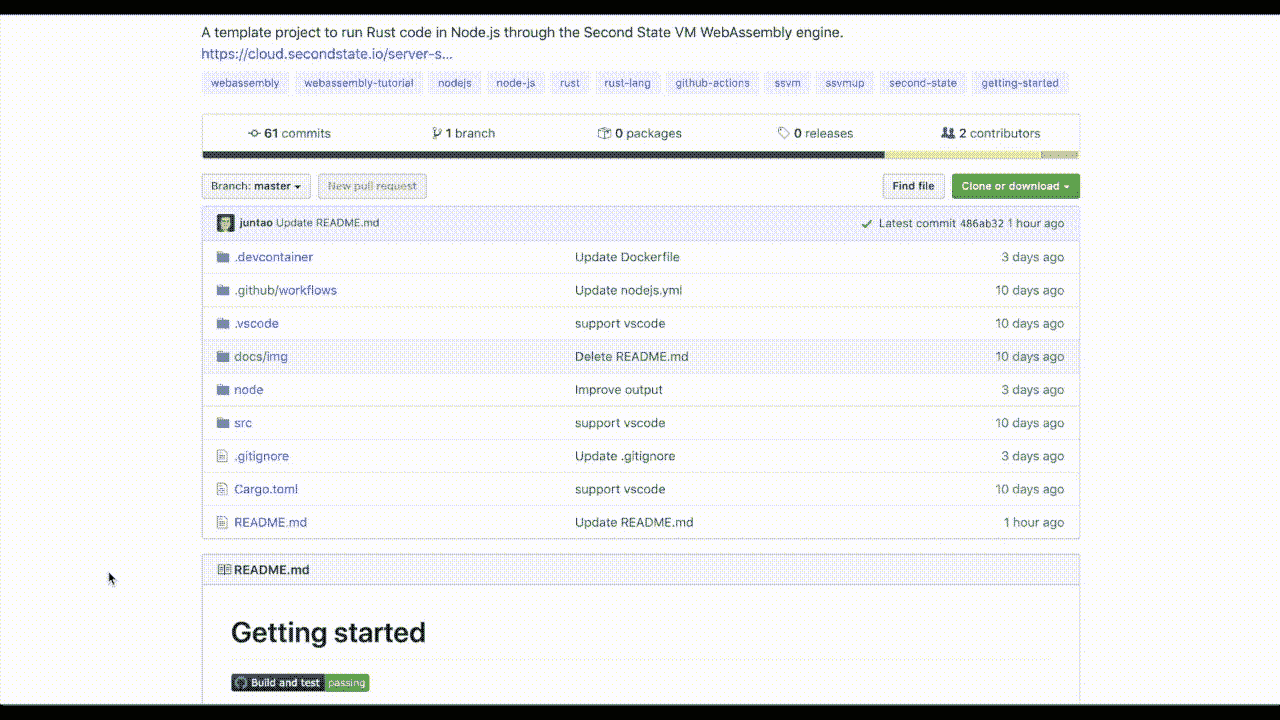 A template project to run Rust code in Node.js through the Second State VM WebAssembly engine.
https://cloud.secondstate.io/server-s...
webassembly webassembly-tutorial nodejs node-js rust rust-lang github-actions ssvm ssvmup second-state getting-started
61 commits 1 branch 0 packages 0 releases 2 contributors
Branch: master New pull request Find file Clone or download
juntao Update README.md Latest commit 486ab32 1 hour ago
.devcontainer Update Dockerfile 3 days ago
.github/workflows Update nodejs.yml 10 days ago
.vscode support vscode 10 days ago
docs/img Delete README.md 10 days ago
node Improve output 3 days ago
src support vscode 10 days ago
.gitignore Update .gitignore 3 days ago
Cargo.toml support vscode 10 days ago
README.md Update README.md 1 hour ago
README.md
Getting started
Build and test passing